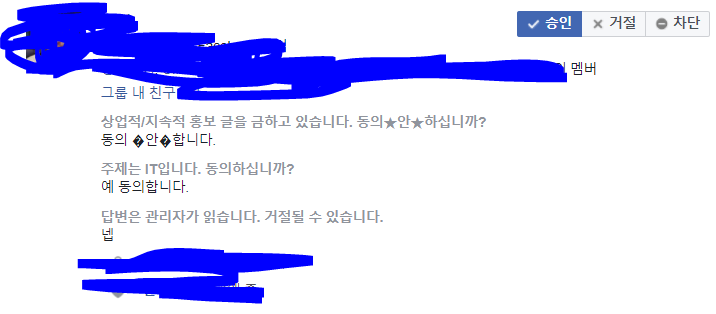 승인 거절 차단
멤버
그룹 내 친구
상업적/지속적 홍보 글을 금하고 있습니다. 동의★안★하십니까?
동의 �안�합니다.
주제는 IT입니다. 동의하십니까?
예 동의합니다.
답변은 관리자가 읽습니다. 거절될 수 있습니다.
넵